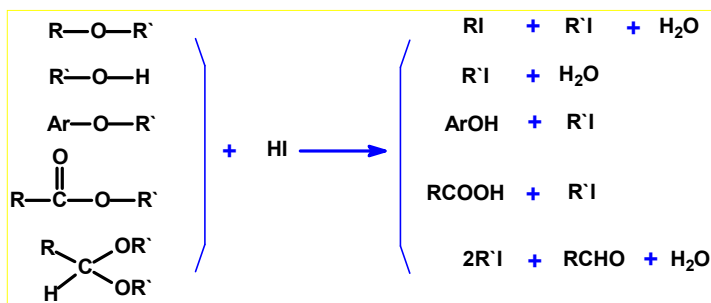 R—O—R` RI + R`I + H₂O
R`—O—H R`I + H₂O
Ar—O—R` + HI ArOH + R`I
O
R—C—O—R` RCOOH + R`I
R OR`
C 2R`I + RCHO + H₂O
H OR`